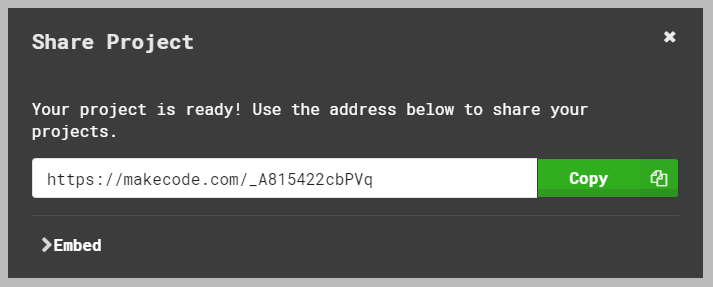 Share Project
Your project is ready! Use the address below to share your
projects.
https://makecode.com/_A815422cbPVq
Copy
Embed